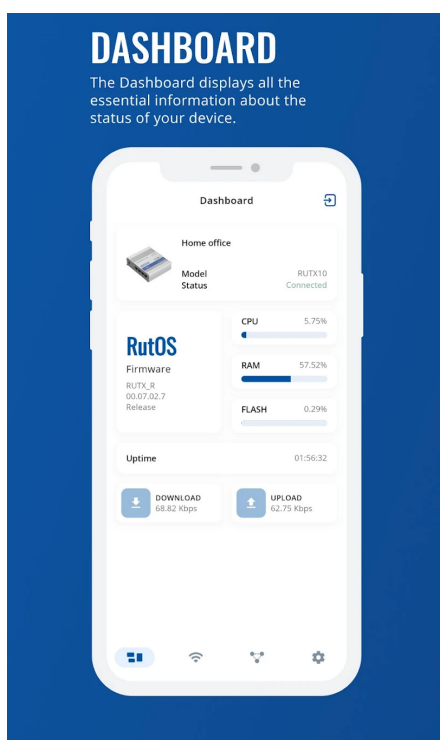 DASHBOARD
The Dashboard displays all the
essential information about the
status of your device.
Dashboard
Home office
Model RUTX10
Status Connected
RutOS
Firmware
RUTX_R
00.07.02.7
Release
CPU 5.75%
RAM 57.52%
FLASH 0.29%
Uptime 01:56:32
DOWNLOAD
68.82 Kbps
UPLOAD
62.75 Kbps